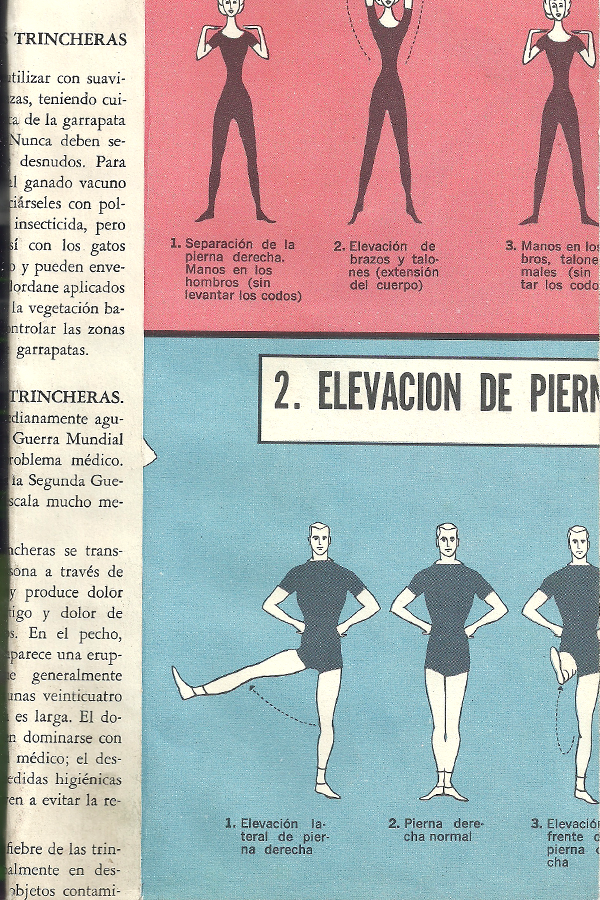 TRINCHERAS
utilizar con suavi-
zas, teniendo cui-
ta de la garrapata
Nunca deben se-
desnudos. Para
al ganado vacuno
ciárseles con pol-
insecticida, pero
sí con los gatos
o y pueden enve-
lordane aplicados
la vegetación ba-
ontrolar las zonas
garrapatas.
TRINCHERAS.
dianamente agu-
Guerra Mundial
roblema médico.
la Segunda Gue-
scala mucho me-
ncheras se trans-
sona a través de
y produce dolor
tigo y dolor de
s. En el pecho,
aparece una erup-
e generalmente
unas veinticuatro
es larga. El do-
n dominarse con
médico; el des-
edidas higiénicas
en a evitar la re-
fiebre de las trin-
almente en des-
objetos contami-
1. Separación de la
pierna derecha.
Manos en los
hombros (sin
levantar los codos)
2. Elevación de
brazos y talo-
nes (extensión
del cuerpo)
3. Manos en los
bros, talone
males (sin
tar los codo
2. ELEVACION DE PIERN
1. Elevación la-
teral de pier-
na derecha
2. Pierna dere-
cha normal
3. Elevació
frente
pierna
cha